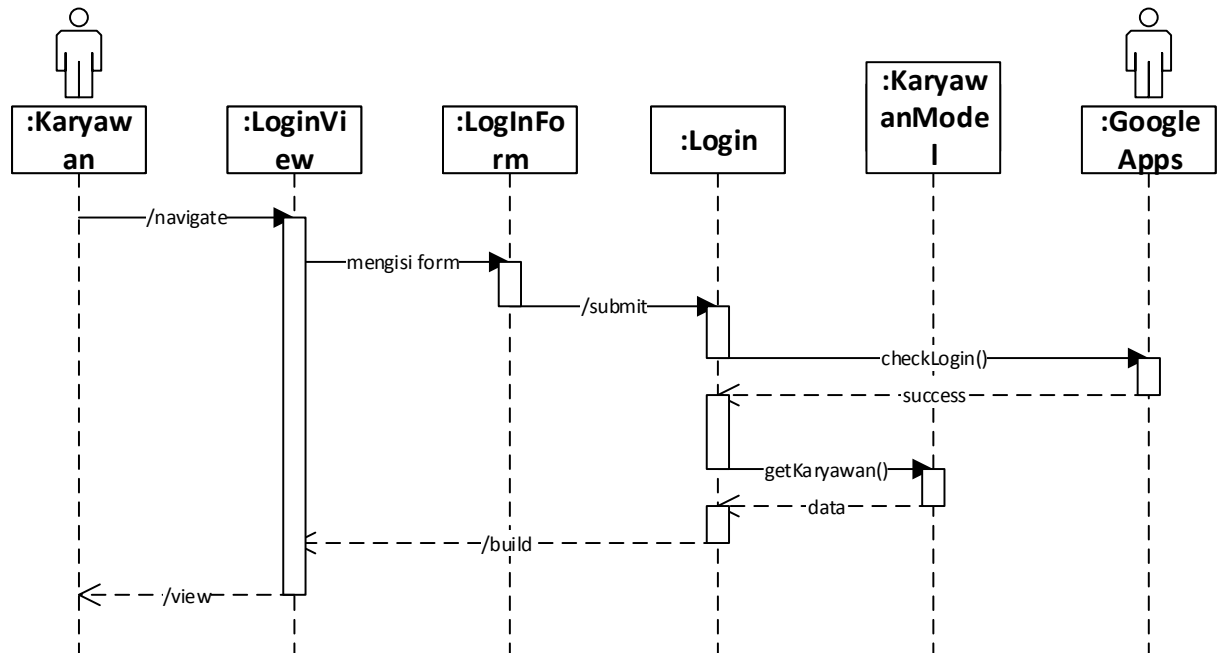 :Karyaw
an
:LoginVi
ew
:LogInFo
rm
:Login
:Karyaw
anMode
l
:Google
Apps
/navigate
mengisi form
/submit
checkLogin()
success
getKaryawan()
data
/build
/view